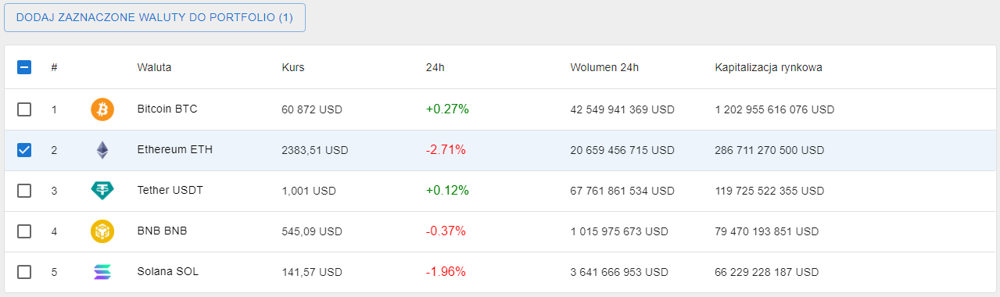 DODAJ ZAZNACZONE WALUTY DO PORTFOLIO (1)
# Waluta Kurs 24h Wolumen 24h Kapitalizacja rynkowa
1 Bitcoin BTC 60 872 USD +0.27% 42 549 941 369 USD 1 202 955 616 076 USD
2 Ethereum ETH 2383,51 USD -2.71% 20 659 456 715 USD 286 711 270 500 USD
3 Tether USDT 1,001 USD +0.12% 67 761 861 534 USD 119 725 522 355 USD
4 BNB BNB 545,09 USD -0.37% 1 015 975 673 USD 79 470 193 851 USD
5 Solana SOL 141,57 USD -1.96% 3 641 666 953 USD 66 229 228 187 USD